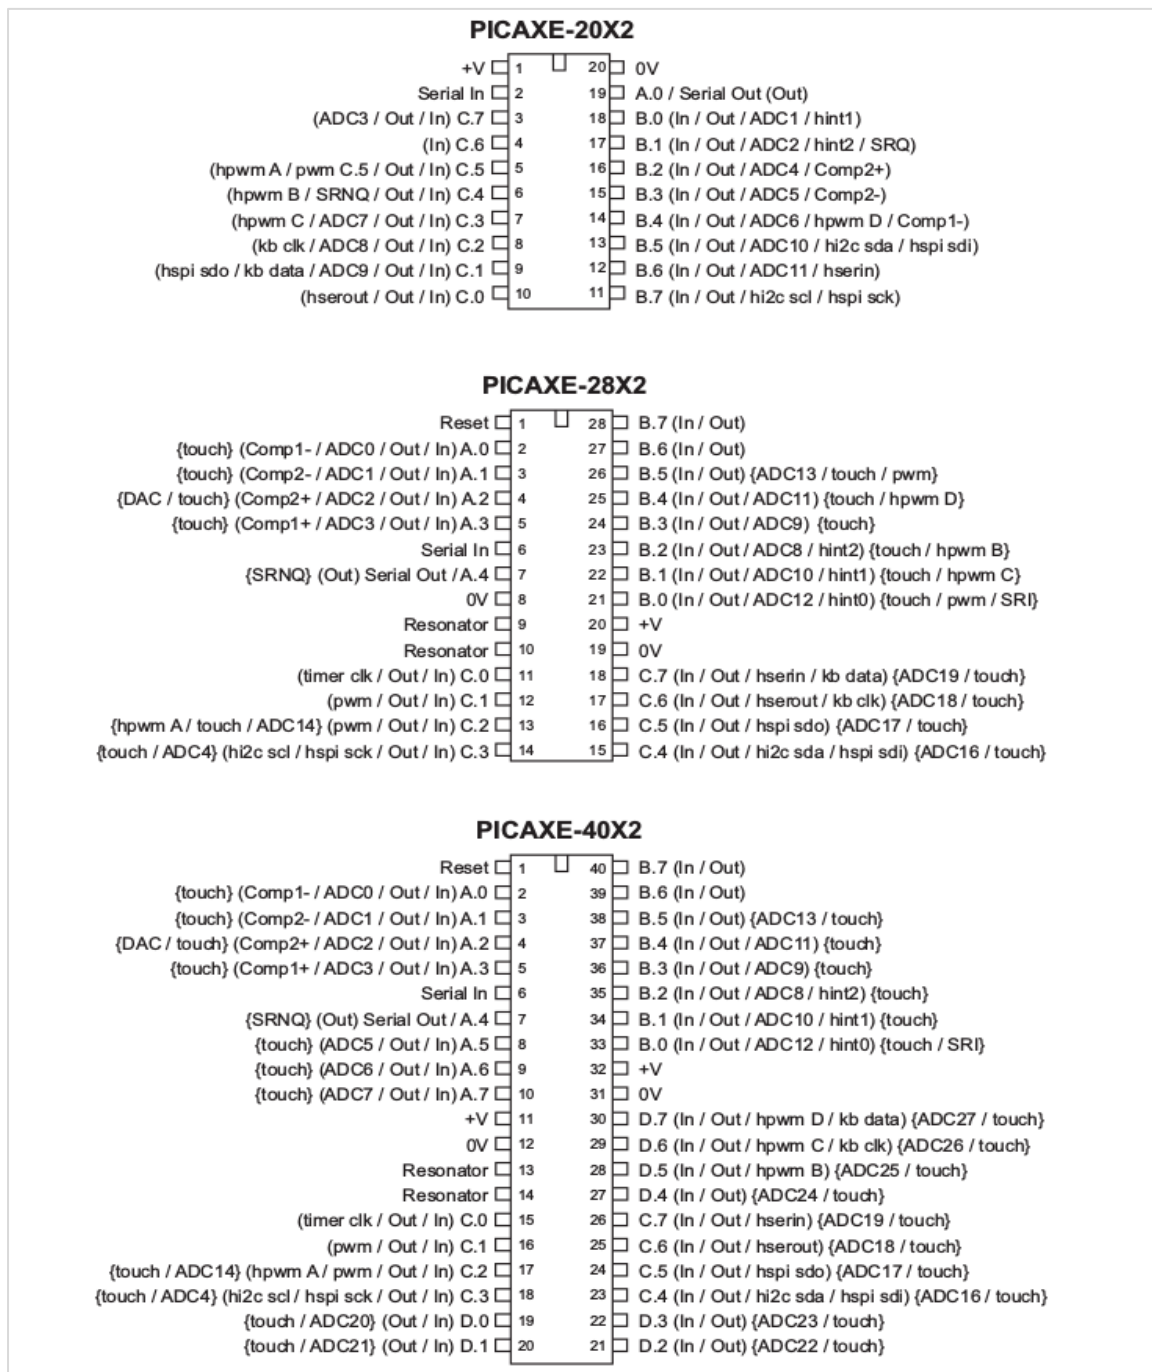 PICAXE-20X2
+V 1 20 0V
Serial In 2 19 A.0 / Serial Out (Out)
(ADC3 / Out / In) C.7 3 18 B.0 (In / Out / ADC1 / hint1)
(In) C.6 4 17 B.1 (In / Out / ADC2 / hint2 / SRQ)
(hpwm A / pwm C.5 / Out / In) C.5 5 16 B.2 (In / Out / ADC4 / Comp2+)
(hpwm B / SRNQ / Out / In) C.4 6 15 B.3 (In / Out / ADC5 / Comp2-)
(hpwm C / ADC7 / Out / In) C.3 7 14 B.4 (In / Out / ADC6 / hpwm D / Comp1-)
(kb clk / ADC8 / Out / In) C.2 8 13 B.5 (In / Out / ADC10 / hi2c sda / hspi sdi)
(hspi sdo / kb data / ADC9 / Out / In) C.1 9 12 B.6 (In / Out / ADC11 / hserin)
(hserout / Out / In) C.0 10 11 B.7 (In / Out / hi2c scl / hspi sck)
PICAXE-28X2
Reset 1 28 B.7 (In / Out)
{touch} (Comp1- / ADC0 / Out / In) A.0 2 27 B.6 (In / Out)
{touch} (Comp2- / ADC1 / Out / In) A.1 3 26 B.5 (In / Out) {ADC13 / touch / pwm}
{DAC / touch} (Comp2+ / ADC2 / Out / In) A.2 4 25 B.4 (In / Out / ADC11) {touch / hpwm D}
{touch} (Comp1+ / ADC3 / Out / In) A.3 5 24 B.3 (In / Out / ADC9) {touch}
Serial In 6 23 B.2 (In / Out / ADC8 / hint2) {touch / hpwm B}
{SRNQ} (Out) Serial Out / A.4 7 22 B.1 (In / Out / ADC10 / hint1) {touch / hpwm C}
0V 8 21 B.0 (In / Out / ADC12 / hint0) {touch / pwm / SRI}
Resonator 9 20 +V
Resonator 10 19 0V
(timer clk / Out / In) C.0 11 18 C.7 (In / Out / hserin / kb data) {ADC19 / touch}
(pwm / Out / In) C.1 12 17 C.6 (In / Out / hserout / kb clk) {ADC18 / touch}
{hpwm A / touch / ADC14} (pwm / Out / In) C.2 13 16 C.5 (In / Out / hspi sdo) {ADC17 / touch}
{touch / ADC4} (hi2c scl / hspi sck / Out / In) C.3 14 15 C.4 (In / Out / hi2c sda / hspi sdi) {ADC16 / touch}
PICAXE-40X2
Reset 1 40 B.7 (In / Out)
{touch} (Comp1- / ADC0 / Out / In) A.0 2 39 B.6 (In / Out)
{touch} (Comp2- / ADC1 / Out / In) A.1 3 38 B.5 (In / Out) {ADC13 / touch}
{DAC / touch} (Comp2+ / ADC2 / Out / In) A.2 4 37 B.4 (In / Out / ADC11) {touch}
{touch} (Comp1+ / ADC3 / Out / In) A.3 5 36 B.3 (In / Out / ADC9) {touch}
Serial In 6 35 B.2 (In / Out / ADC8 / hint2) {touch}
{SRNQ} (Out) Serial Out / A.4 7 34 B.1 (In / Out / ADC10 / hint1) {touch}
{touch} (ADC5 / Out / In) A.5 8 33 B.0 (In / Out / ADC12 / hint0) {touch / SRI}
{touch} (ADC6 / Out / In) A.6 9 32 +V
{touch} (ADC7 / Out / In) A.7 10 31 0V
+V 11 30 D.7 (In / Out / hpwm D / kb data) {ADC27 / touch}
0V 12 29 D.6 (In / Out / hpwm C / kb clk) {ADC26 / touch}
Resonator 13 28 D.5 (In / Out / hpwm B) {ADC25 / touch}
Resonator 14 27 D.4 (In / Out) {ADC24 / touch}
(timer clk / Out / In) C.0 15 26 C.7 (In / Out / hserin) {ADC19 / touch}
(pwm / Out / In) C.1 16 25 C.6 (In / Out / hserout) {ADC18 / touch}
{touch / ADC14} (hpwm A / pwm / Out / In) C.2 17 24 C.5 (In / Out / hspi sdo) {ADC17 / touch}
{touch / ADC4} (hi2c scl / hspi sck / Out / In) C.3 18 23 C.4 (In / Out / hi2c sda / hspi sdi) {ADC16 / touch}
{touch / ADC20} (Out / In) D.0 19 22 D.3 (In / Out) {ADC23 / touch}
{touch / ADC21} (Out / In) D.1 20 21 D.2 (In / Out) {ADC22 / touch}